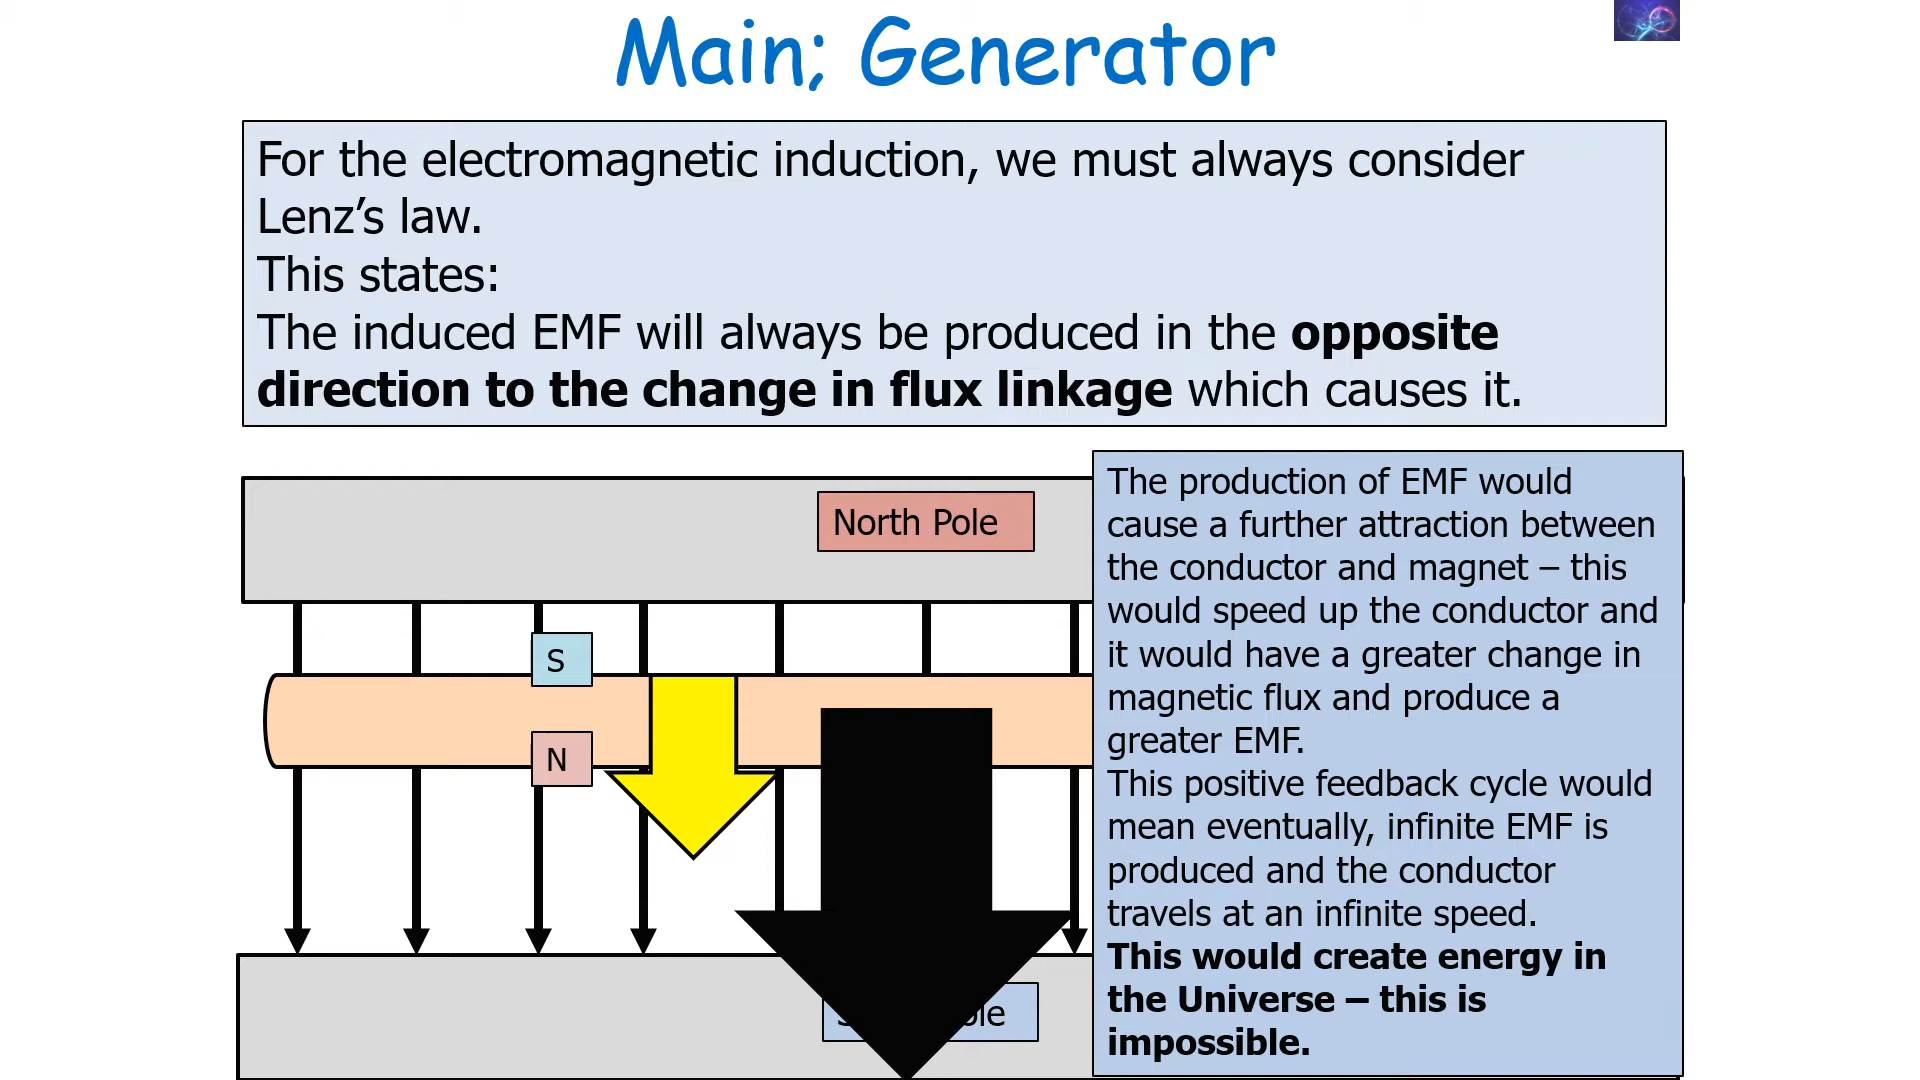 Main; Generator
For the electromagnetic induction, we must always consider
Lenz’s law.
This states:
The induced EMF will always be produced in the opposite
direction to the change in flux linkage which causes it.
North Pole
S
N
The production of EMF would
cause a further attraction between
the conductor and magnet – this
would speed up the conductor and
it would have a greater change in
magnetic flux and produce a
greater EMF.
This positive feedback cycle would
mean eventually, infinite EMF is
produced and the conductor
travels at an infinite speed.
This would create energy in
the Universe – this is
impossible.